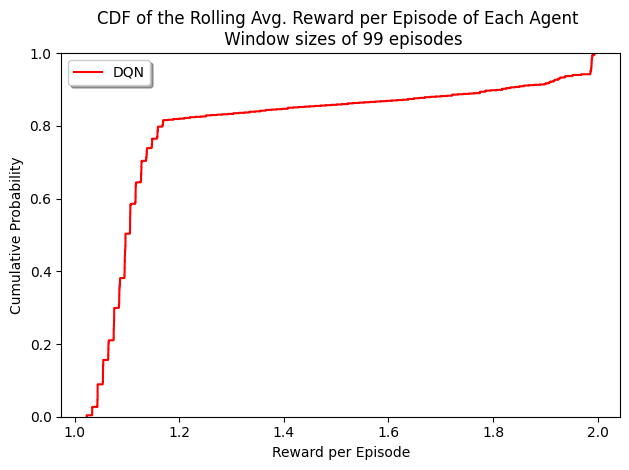 CDF of the Rolling Avg. Reward per Episode of Each Agent
Window sizes of 99 episodes
DQN
1.0
0.8
0.6
0.4
0.2
0.0
Cumulative Probability
1.0 1.2 1.4 1.6 1.8 2.0
Reward per Episode